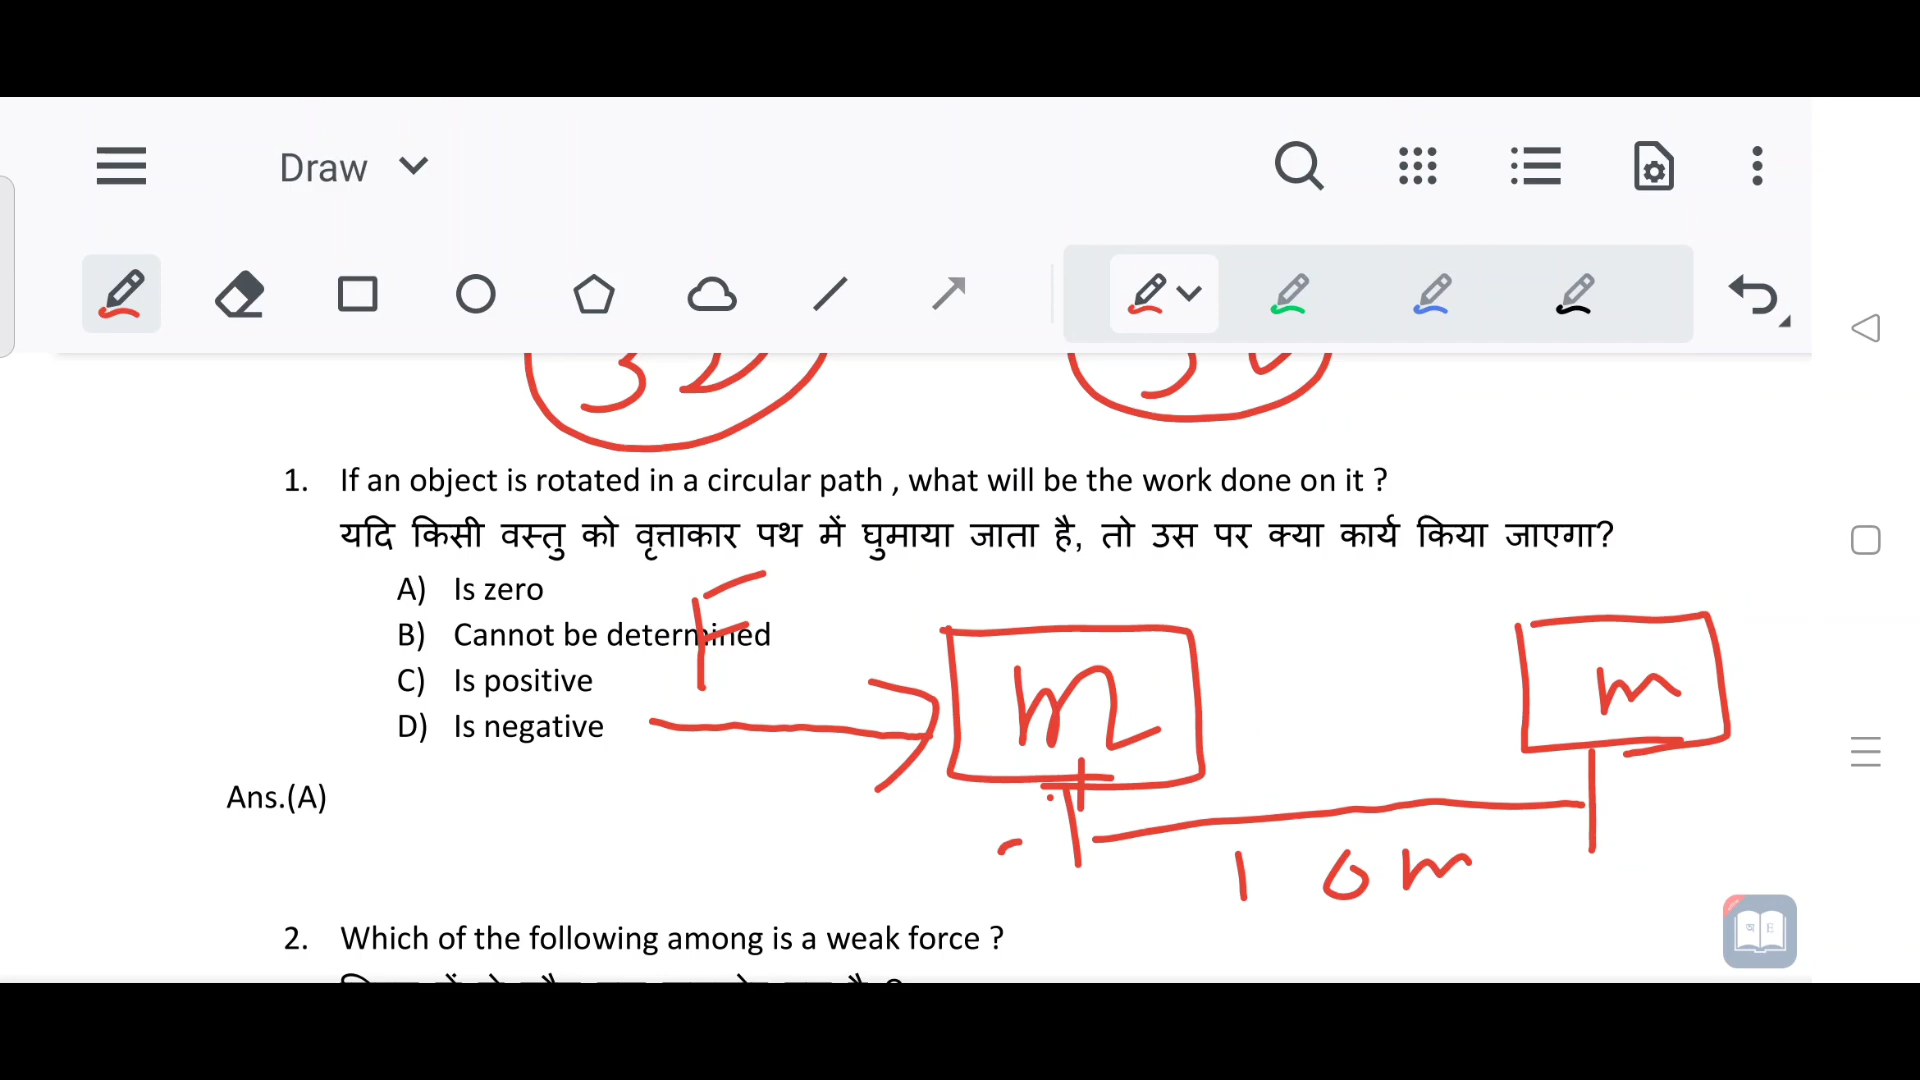 Draw
3D
1. If an object is rotated in a circular path , what will be the work done on it ?
यदि किसी वस्तु को वृत्ताकार पथ में घुमाया जाता है, तो उस पर क्या कार्य किया जाएगा?
A) Is zero
B) Cannot be determined
C) Is positive
D) Is negative
F
m
m
Ans.(A)
10m
2. Which of the following among is a weak force ?